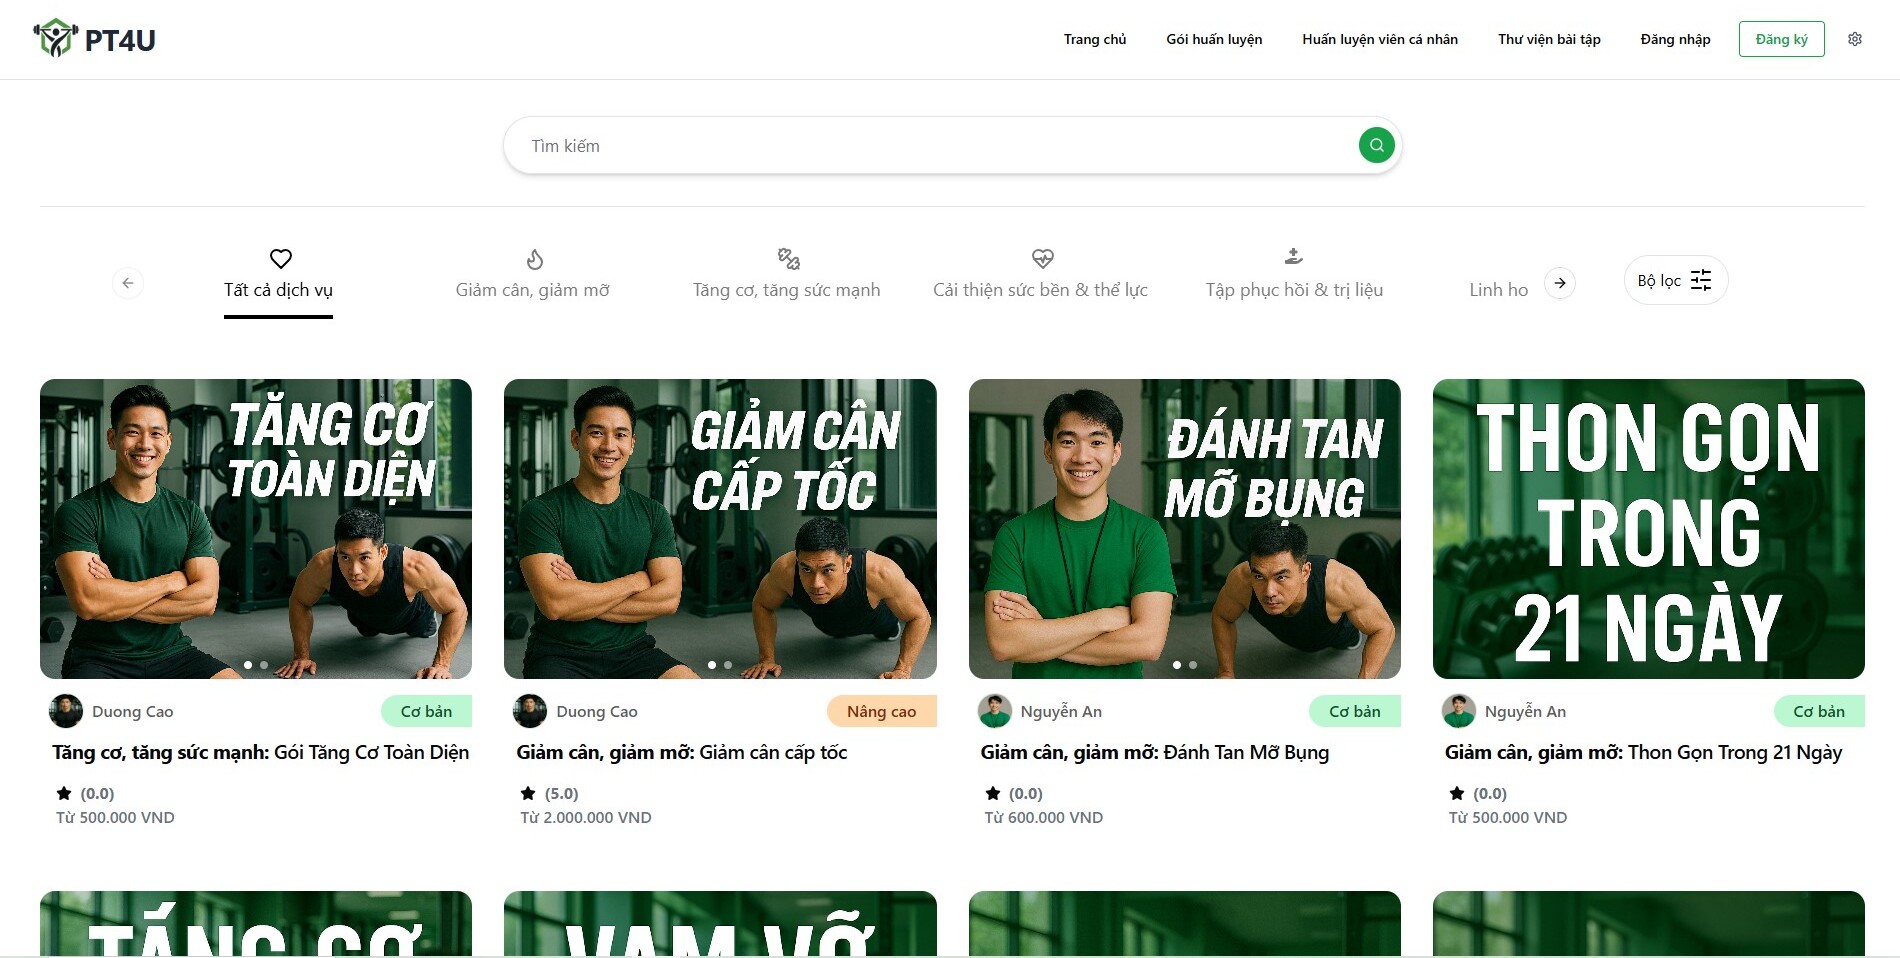 PT4U
Trang chủ
Gói huấn luyện
Huấn luyện viên cá nhân
Thư viện bài tập
Đăng nhập
Đăng ký
Tìm kiếm
Tất cả dịch vụ
Giảm cân, giảm mỡ
Tăng cơ, tăng sức mạnh
Cải thiện sức bền & thể lực
Tập phục hồi & trị liệu
Linh ho
Bộ lọc
TĂNG CƠ
TOÀN DIỆN
Duong Cao
Cơ bản
Tăng cơ, tăng sức mạnh: Gói Tăng Cơ Toàn Diện
(0.0)
Từ 500.000 VND
GIẢM CÂN
CẤP TỐC
Duong Cao
Nâng cao
Giảm cân, giảm mỡ: Giảm cân cấp tốc
(5.0)
Từ 2.000.000 VND
ĐÁNH TAN
MỠ BỤNG
Nguyễn An
Cơ bản
Giảm cân, giảm mỡ: Đánh Tan Mỡ Bụng
(0.0)
Từ 600.000 VND
THON GỌN
TRONG
21 NGÀY
Nguyễn An
Cơ bản
Giảm cân, giảm mỡ: Thon Gọn Trong 21 Ngày
(0.0)
Từ 500.000 VND